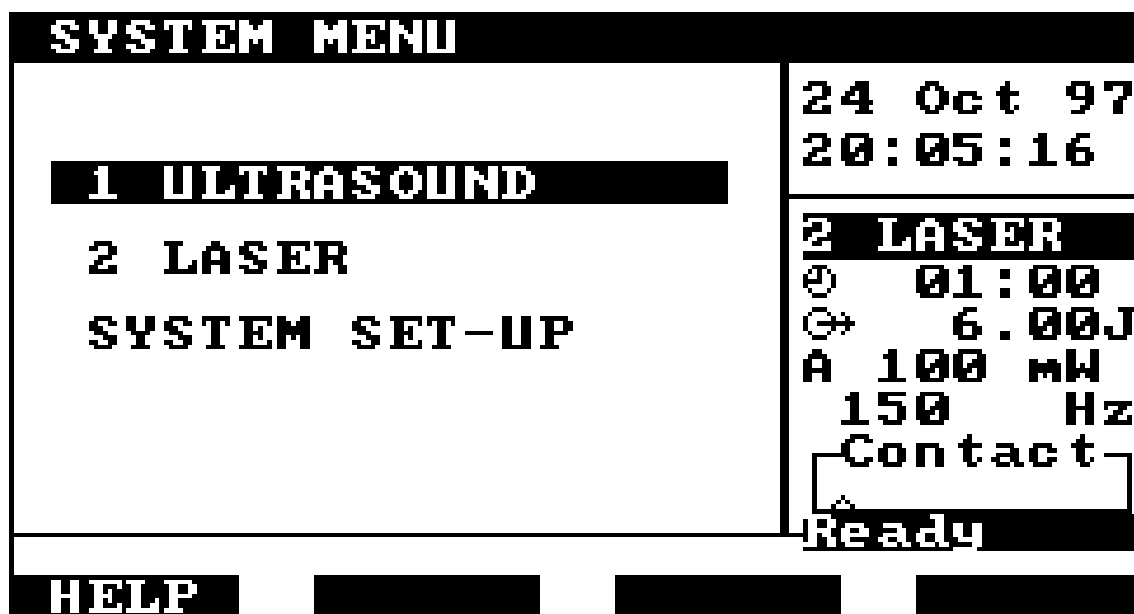 SYSTEM MENU
1 ULTRASOUND
2 LASER
SYSTEM SET-UP
24 Oct 97
20:05:16
2 LASER
01:00
6.00J
A 100 mW
150 Hz
Contact
Ready
HELP